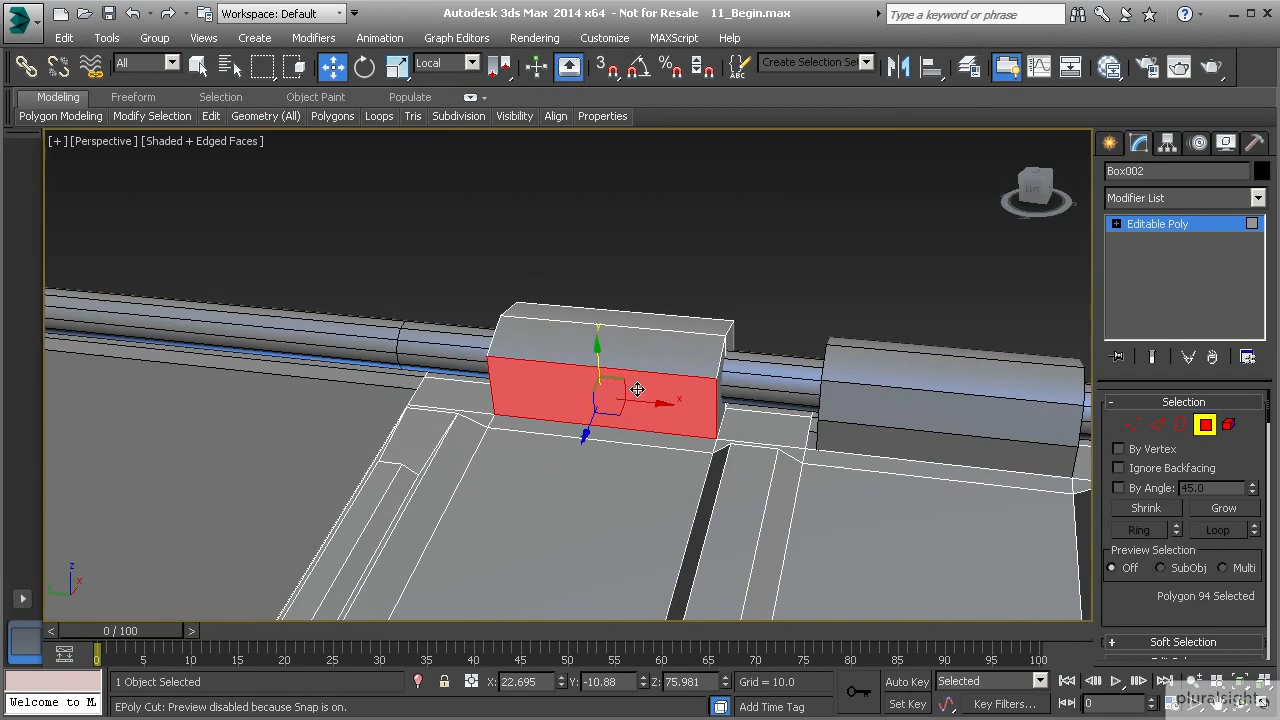 Workspace: Default
Autodesk 3ds Max 2014 x64 - Not for Resale 11_Begin.max
Type a keyword or phrase
Edit Tools Group Views Create Modifiers Animation Graph Editors Rendering Customize MAXScript Help
All
Local
Create Selection Se
Modeling Freeform Selection Object Paint Populate
Polygon Modeling Modify Selection Edit Geometry (All) Polygons Loops Tris Subdivision Visibility Align Properties
[+] [Perspective] [Shaded + Edged Faces]
LEFT
Box002
Modifier List
Editable Poly
y
x
- Selection
By Vertex
Ignore Backfacing
By Angle: 45.0
Shrink Grow
Ring Loop
Preview Selection
Off SubObj Multi
Polygon 94 Selected
z
x
+ Soft Selection
< 0 / 100 >
0 5 10 15 20 25 30 35 40 45 50 55 60 65 70 75 80 85 90 95 100
1 Object Selected X: 22.695 Y: -10.88 Z: 75.981 Grid = 10.0 Auto Key Selected
Welcome to M EPoly Cut: Preview disabled because Snap is on. Add Time Tag Set Key Key Filters... 0
pluralsight